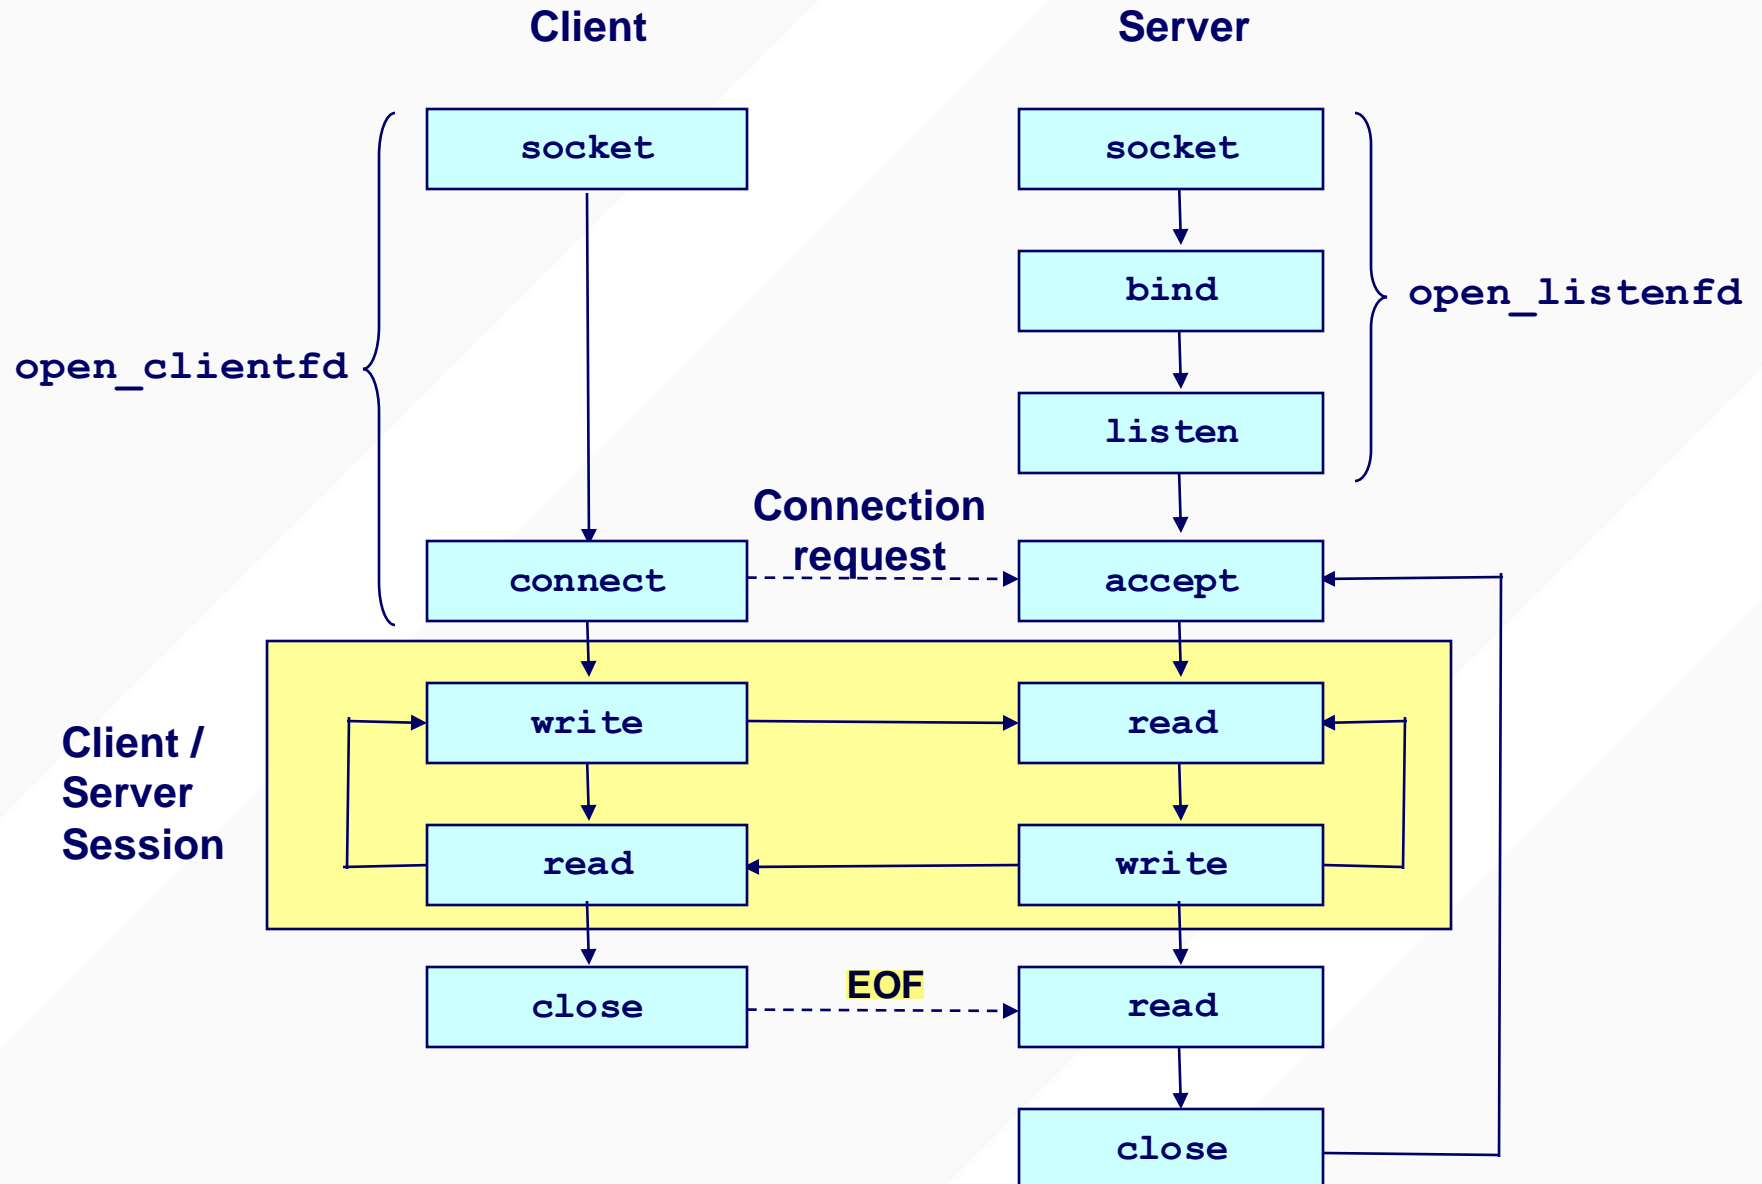 Client
Server
socket
socket
bind
open_listenfd
open_clientfd
listen
Connection
request
connect
accept
Client /
Server
Session
write
read
read
write
EOF
close
read
close